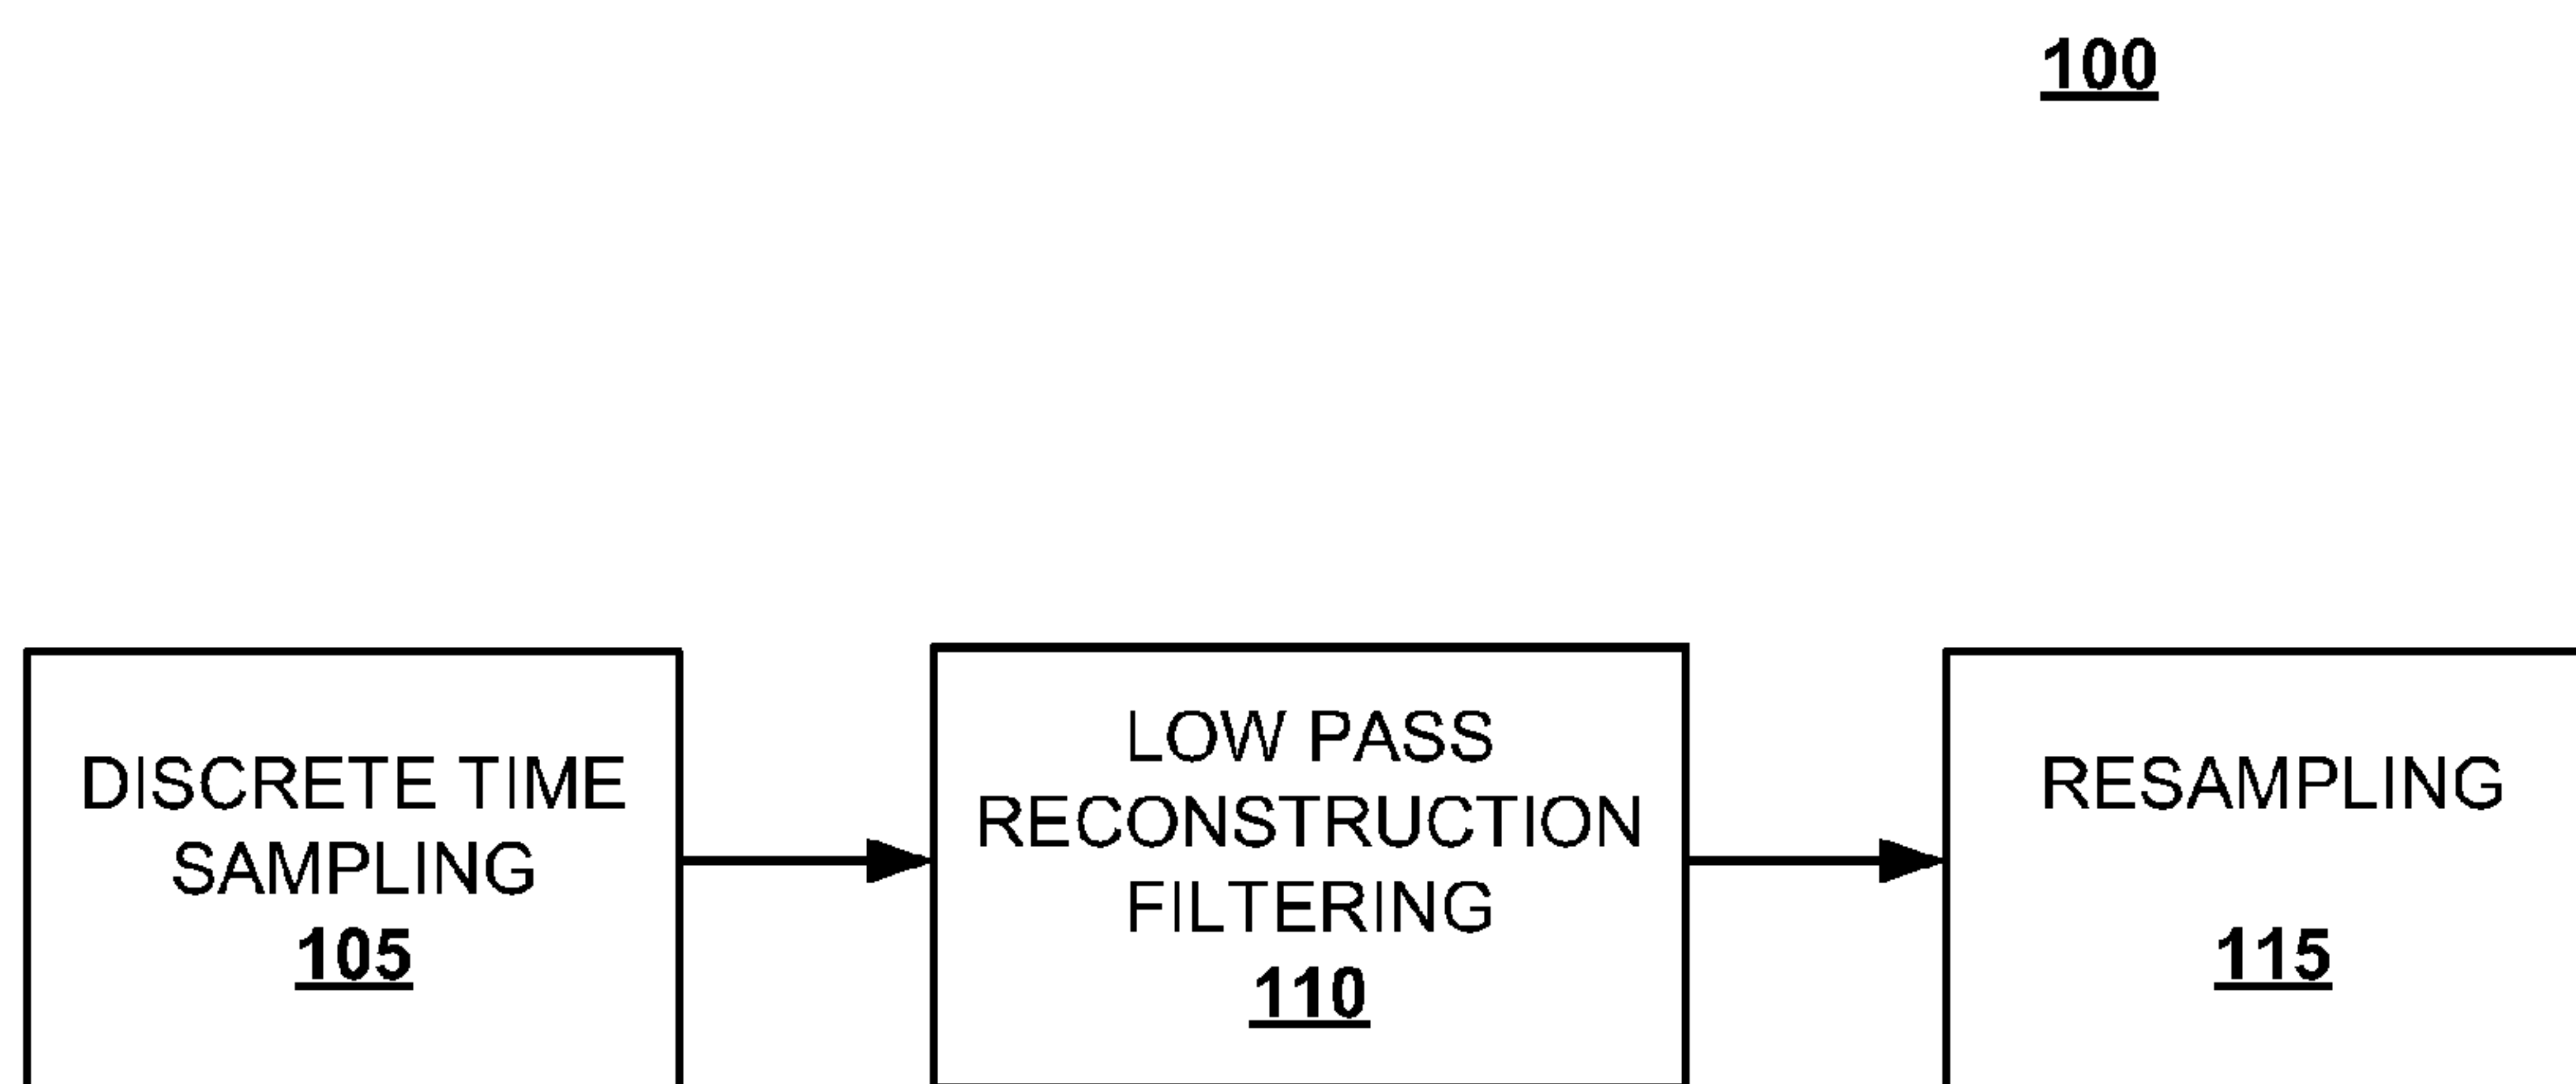 100
DISCRETE TIME
SAMPLING
105
LOW PASS
RECONSTRUCTION
FILTERING
110
RESAMPLING
115